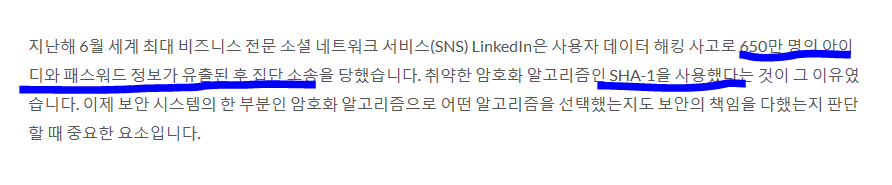 지난해 6월 세계 최대 비즈니스 전문 소셜 네트워크 서비스(SNS) LinkedIn은 사용자 데이터 해킹 사고로 650만 명의 아이
디와 패스워드 정보가 유출된 후 집단 소송을 당했습니다. 취약한 암호화 알고리즘인 SHA-1을 사용했다는 것이 그 이유였
습니다. 이제 보안 시스템의 한 부분인 암호화 알고리즘으로 어떤 알고리즘을 선택했는지도 보안의 책임을 다했는지 판단
할 때 중요한 요소입니다.